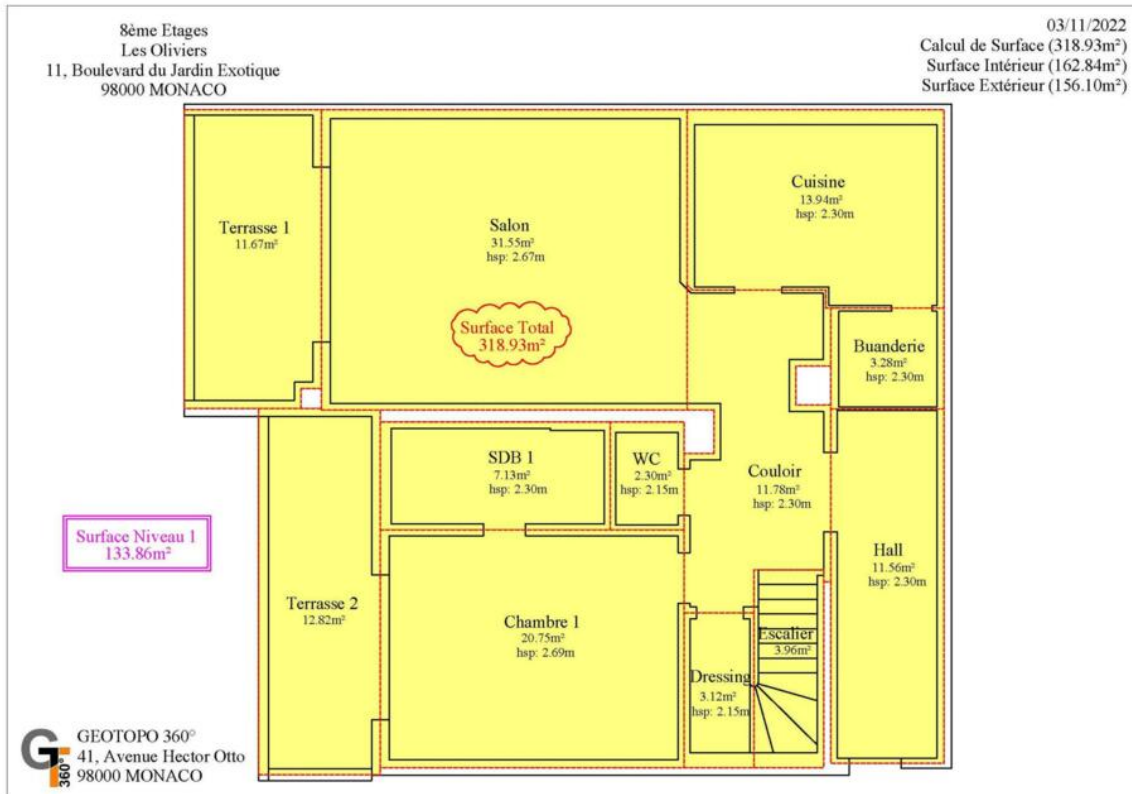 8ème Etages
Les Oliviers
11, Boulevard du Jardin Exotique
98000 MONACO
03/11/2022
Calcul de Surface (318.93m²)
Surface Intérieur (162.84m²)
Surface Extérieur (156.10m²)
Terrasse 1
11.67m²
Salon
31.55m²
hsp: 2.67m
Cuisine
13.94m²
hsp: 2.30m
Surface Total
318.93m²
Buanderie
3.28m²
hsp: 2.30m
SDB 1
7.13m²
hsp: 2.30m
WC
2.30m²
hsp: 2.15m
Couloir
11.78m²
hsp: 2.30m
Surface Niveau 1
133.86m²
Hall
11.56m²
hsp: 2.30m
Terrasse 2
12.82m²
Chambre 1
20.75m²
hsp: 2.69m
Escalier
3.96m²
Dressing
3.12m²
hsp: 2.15m
GT
360°
GEOTOPO 360°
41, Avenue Hector Otto
98000 MONACO